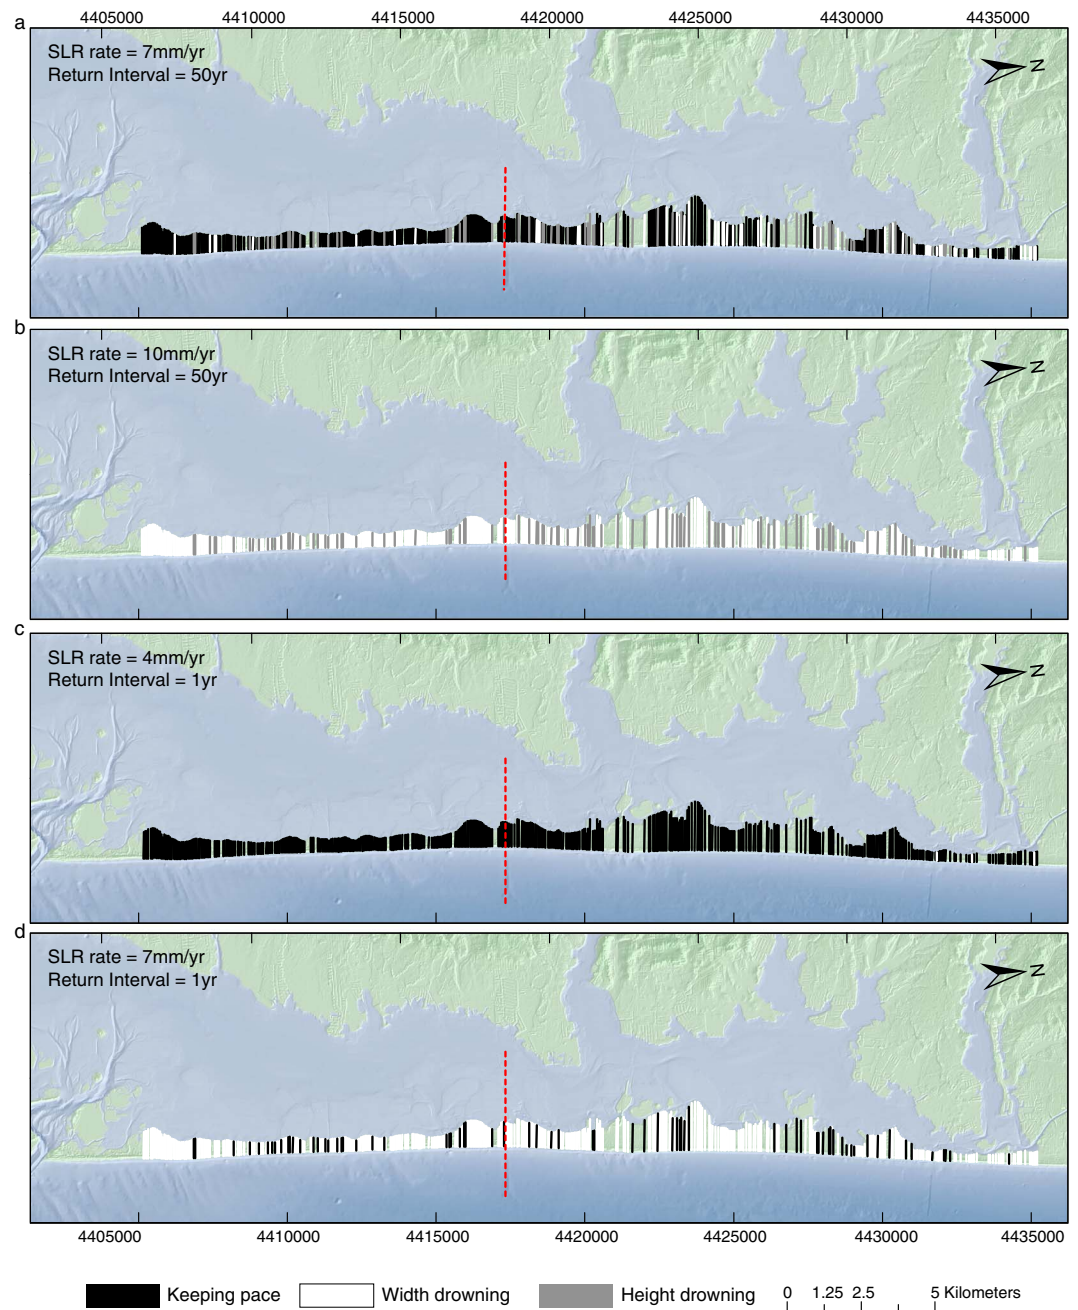 a
4405000 4410000 4415000 4420000 4425000 4430000 4435000
SLR rate = 7mm/yr
Return Interval = 50yr
N
b
SLR rate = 10mm/yr
Return Interval = 50yr
N
c
SLR rate = 4mm/yr
Return Interval = 1yr
N
d
SLR rate = 7mm/yr
Return Interval = 1yr
N
4405000 4410000 4415000 4420000 4425000 4430000 4435000
Keeping pace Width drowning Height drowning 0 1.25 2.5 5 Kilometers